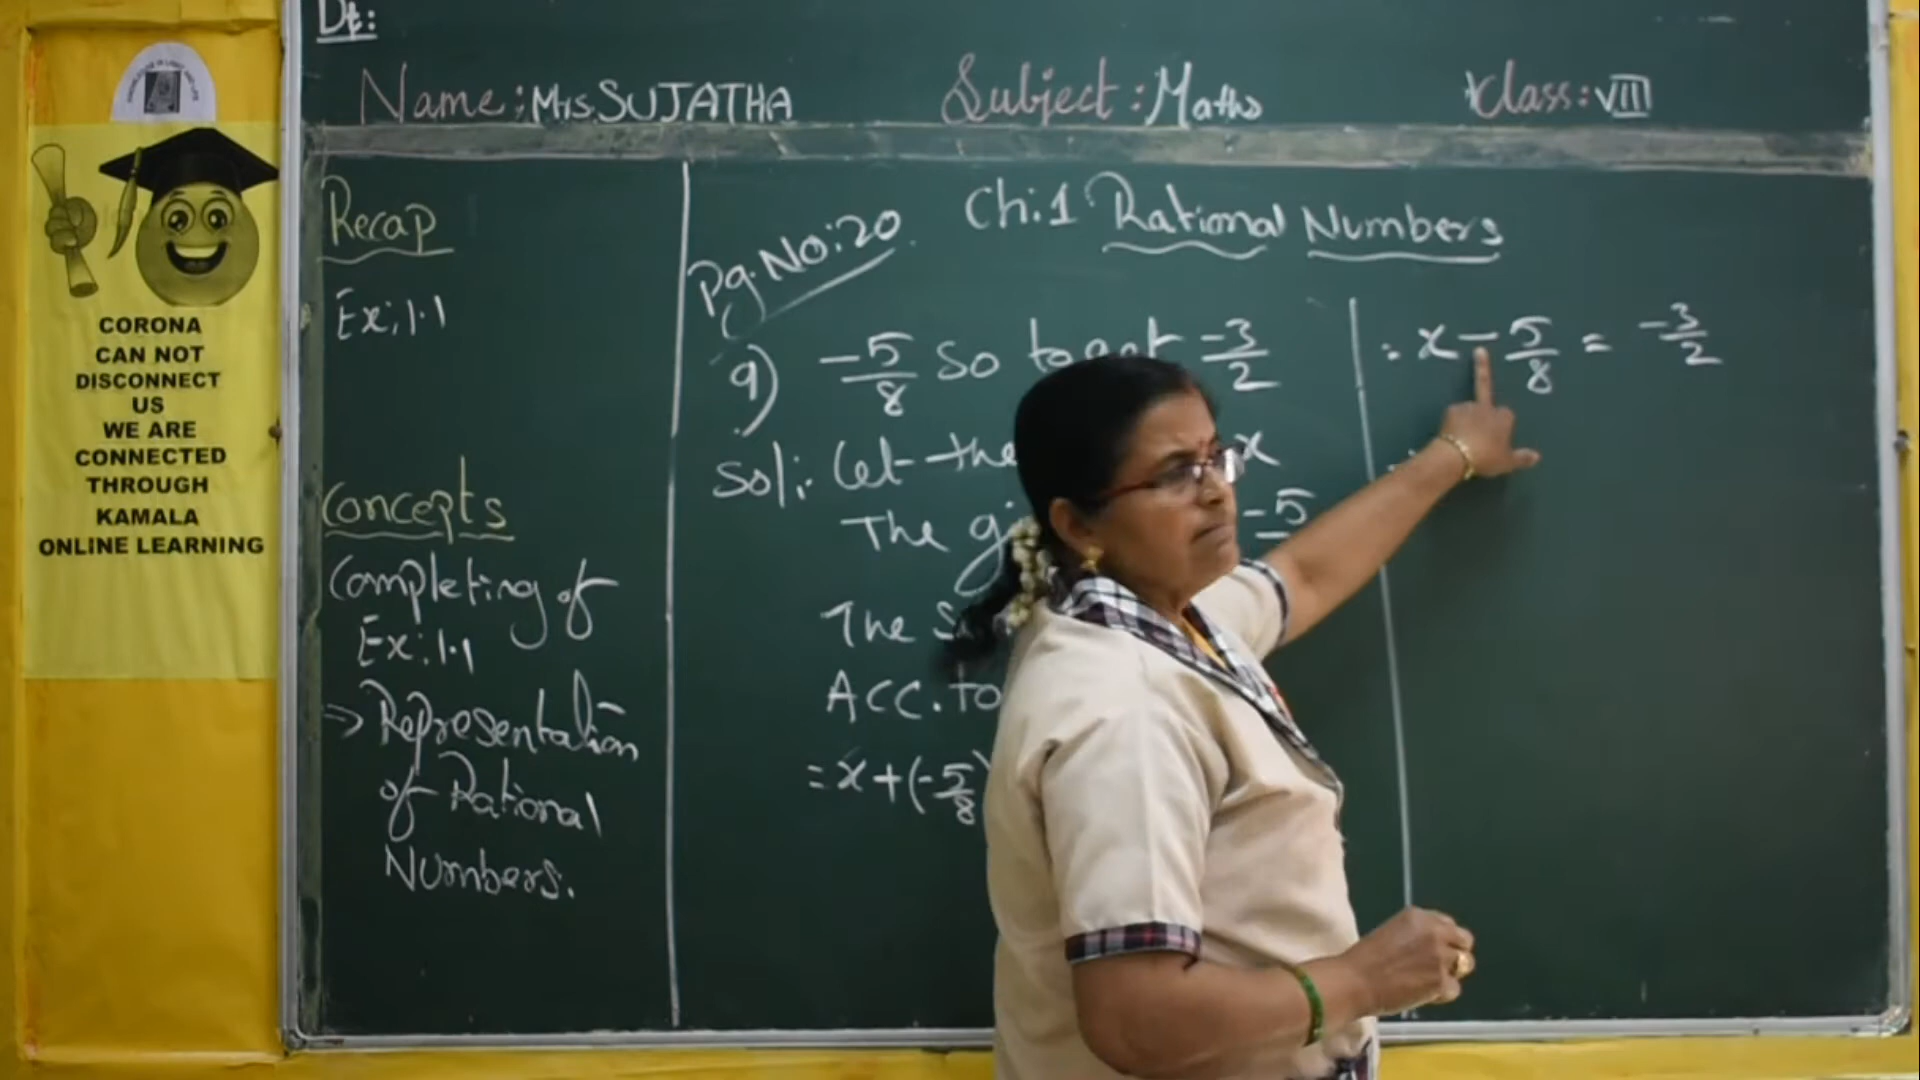 Dt:
Name: Mrs. SUJATHA
Subject: Maths
Class: VIII
CORONA
CAN NOT
DISCONNECT
US
WE ARE
CONNECTED
THROUGH
KAMALA
ONLINE LEARNING
Recap
Ex: 1.1
Concepts
Completing of
Ex: 1.1
→ Representation
of Rational
Numbers.
Ch: 1 Rational Numbers
Pg. No: 20
9) -5/8 So to get -3/2
Sol: Let the x
The -5
The
ACC. To
= x + (-5/8
= x - 5/8 = -3/2